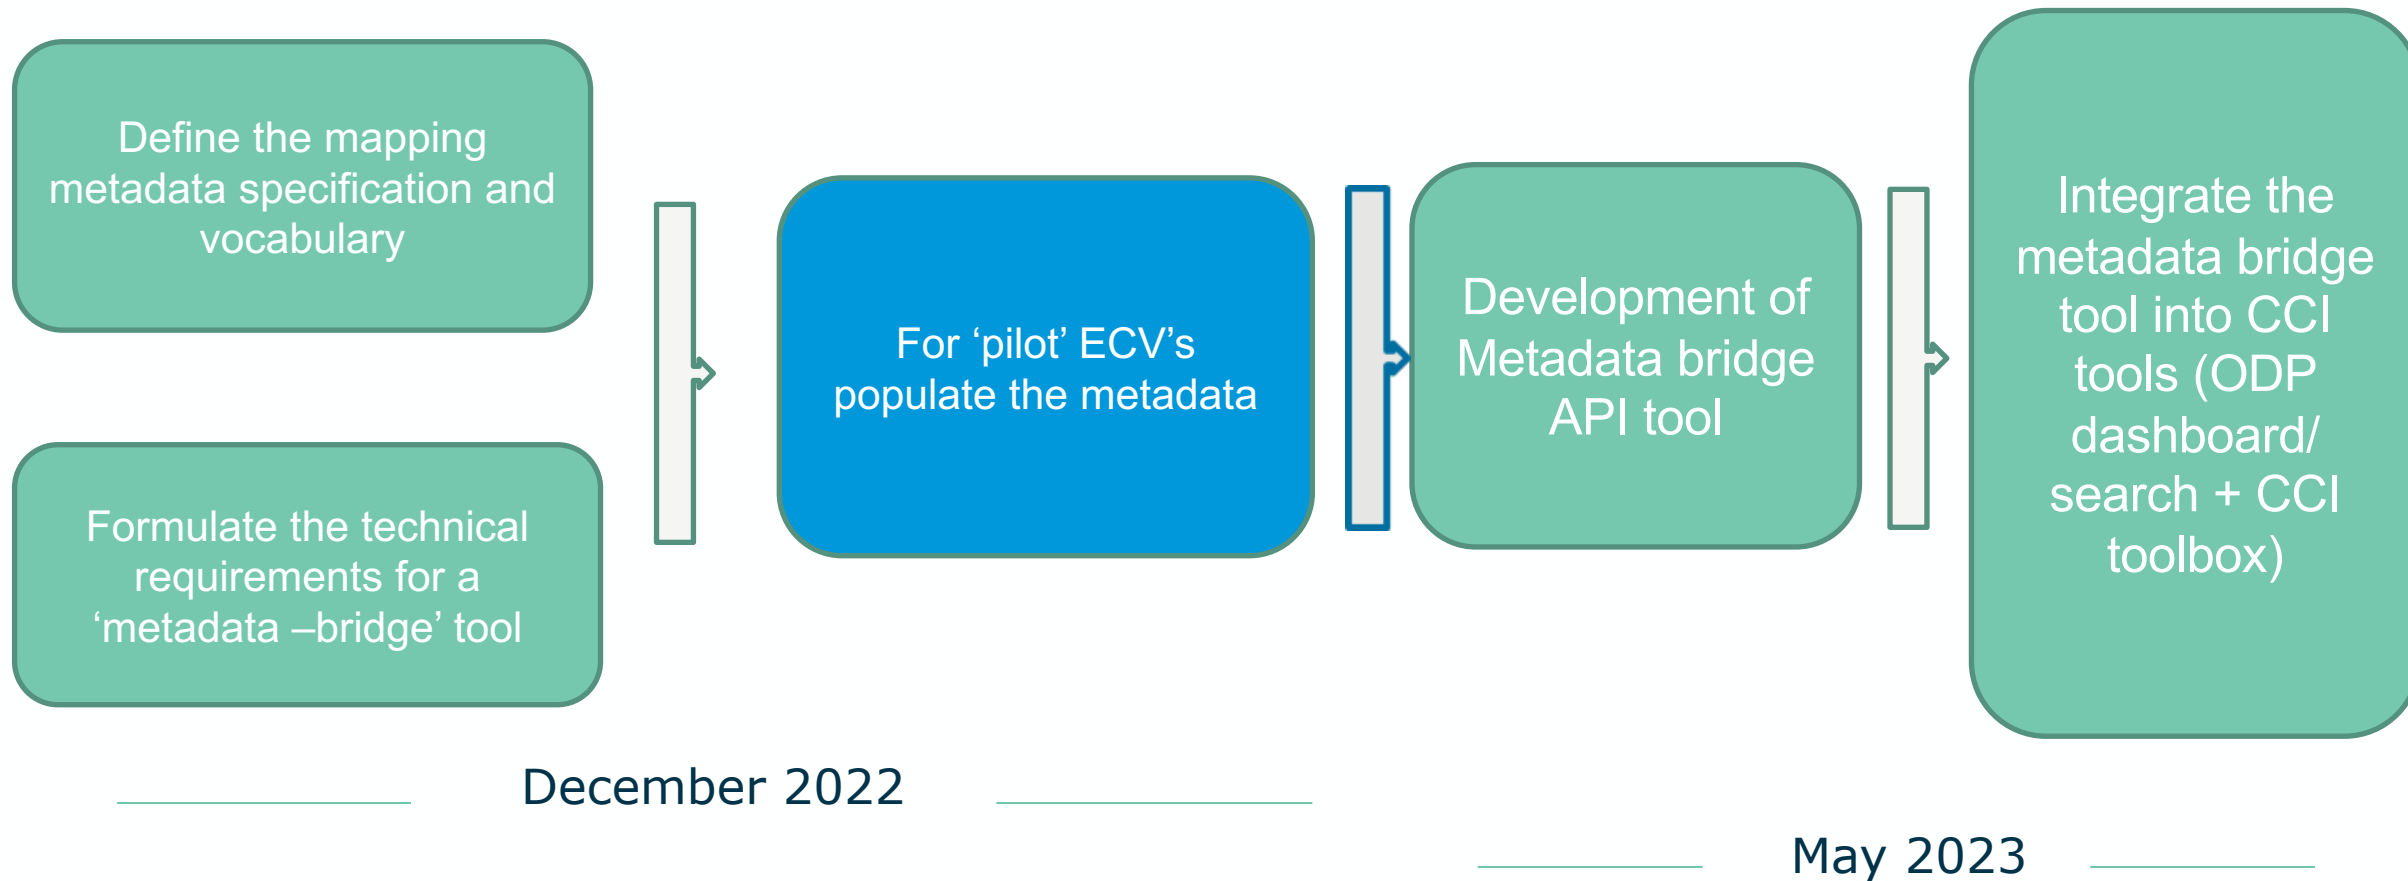 Define the mapping
metadata specification and
vocabulary
Formulate the technical
requirements for a
‘metadata –bridge’ tool
For ‘pilot’ ECV’s
populate the metadata
Development of
Metadata bridge
API tool
Integrate the
metadata bridge
tool into CCI
tools (ODP
dashboard/
search + CCI
toolbox)
December 2022
May 2023